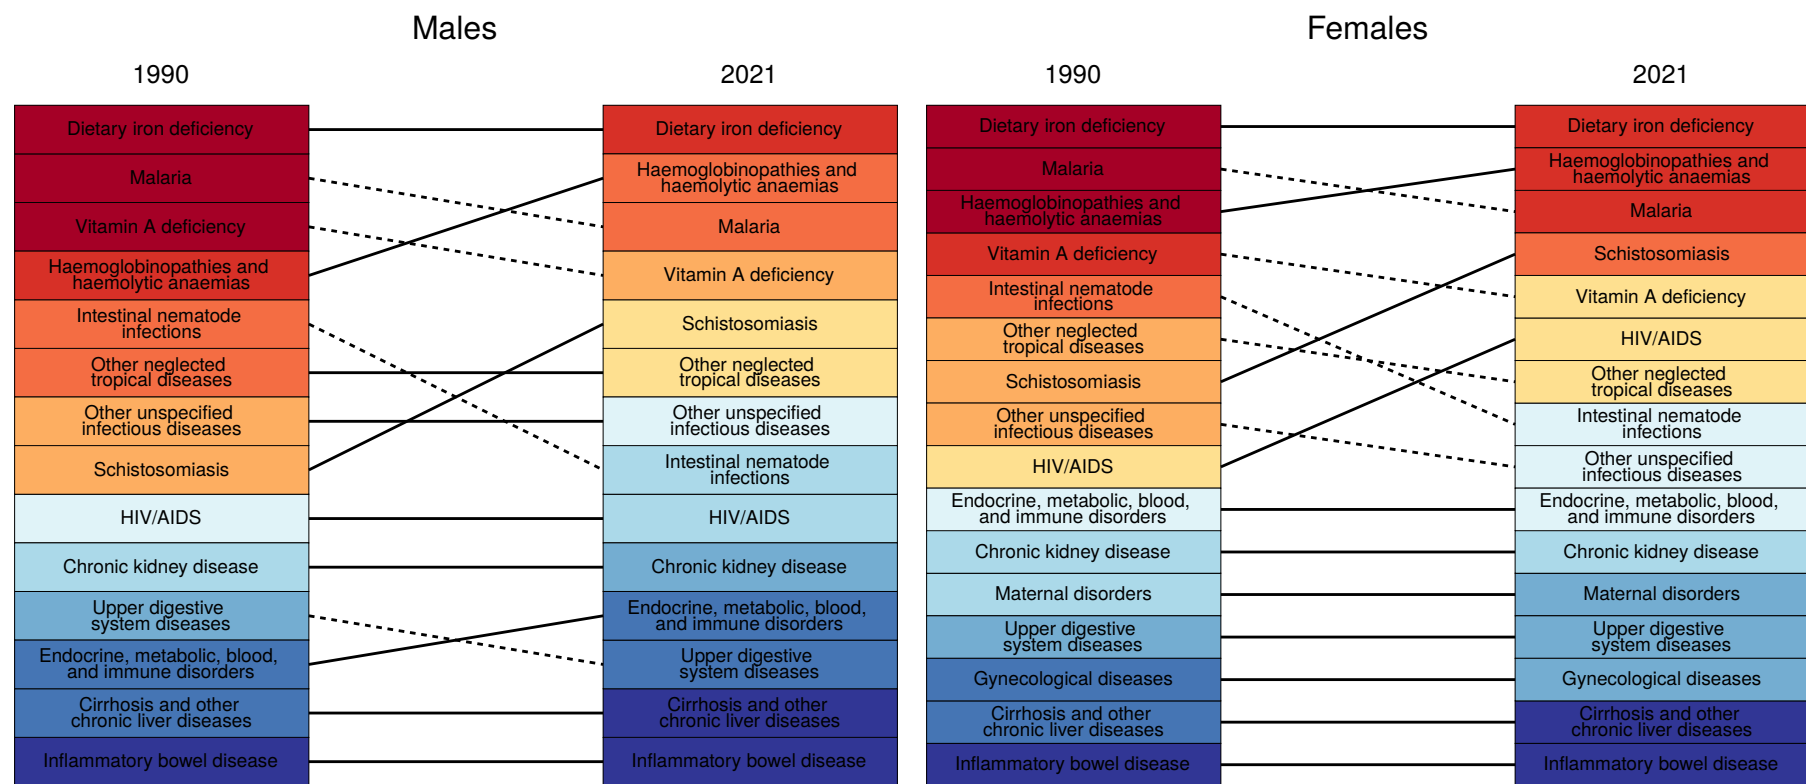 Males
1990
2021
Dietary iron deficiency
Malaria
Vitamin A deficiency
Haemoglobinopathies and
haemolytic anaemias
Intestinal nematode
infections
Other neglected
tropical diseases
Other unspecified
infectious diseases
Schistosomiasis
HIV/AIDS
Chronic kidney disease
Upper digestive
system diseases
Endocrine, metabolic, blood,
and immune disorders
Cirrhosis and other
chronic liver diseases
Inflammatory bowel disease
Dietary iron deficiency
Haemoglobinopathies and
haemolytic anaemias
Malaria
Vitamin A deficiency
Schistosomiasis
Other neglected
tropical diseases
Other unspecified
infectious diseases
Intestinal nematode
infections
HIV/AIDS
Chronic kidney disease
Endocrine, metabolic, blood,
and immune disorders
Upper digestive
system diseases
Cirrhosis and other
chronic liver diseases
Inflammatory bowel disease
Females
1990
2021
Dietary iron deficiency
Malaria
Haemoglobinopathies and
haemolytic anaemias
Vitamin A deficiency
Intestinal nematode
infections
Other neglected
tropical diseases
Schistosomiasis
Other unspecified
infectious diseases
HIV/AIDS
Endocrine, metabolic, blood,
and immune disorders
Chronic kidney disease
Maternal disorders
Upper digestive
system diseases
Gynecological diseases
Cirrhosis and other
chronic liver diseases
Inflammatory bowel disease
Dietary iron deficiency
Haemoglobinopathies and
haemolytic anaemias
Malaria
Schistosomiasis
Vitamin A deficiency
HIV/AIDS
Other neglected
tropical diseases
Intestinal nematode
infections
Other unspecified
infectious diseases
Endocrine, metabolic, blood,
and immune disorders
Chronic kidney disease
Maternal disorders
Upper digestive
system diseases
Gynecological diseases
Cirrhosis and other
chronic liver diseases
Inflammatory bowel disease